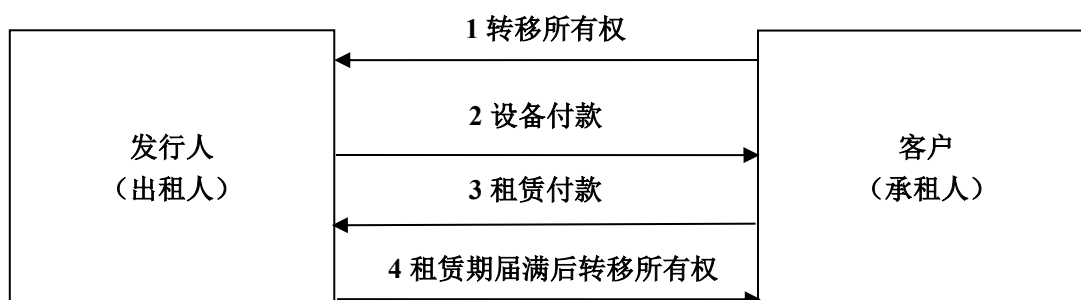 1 转移所有权
2 设备付款
发行人
（出租人）
客户
（承租人）
3 租赁付款
4 租赁期届满后转移所有权